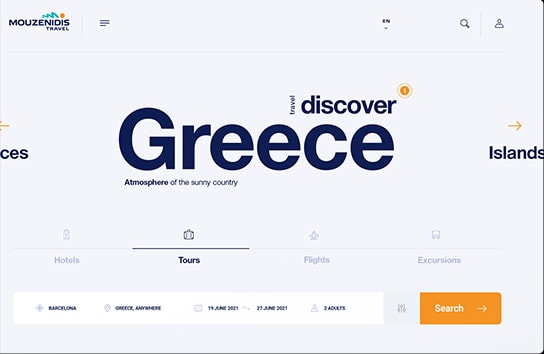 MOUZENIDIS
TRAVEL
EN
travel
discover
Greece
ces
Islands
Atmosphere of the sunny country
Hotels
Tours
Flights
Excursions
BARCELONA
GREECE, ANYWHERE
19-JUNE 2021
27-JUNE 2021
2 ADULTS
Search